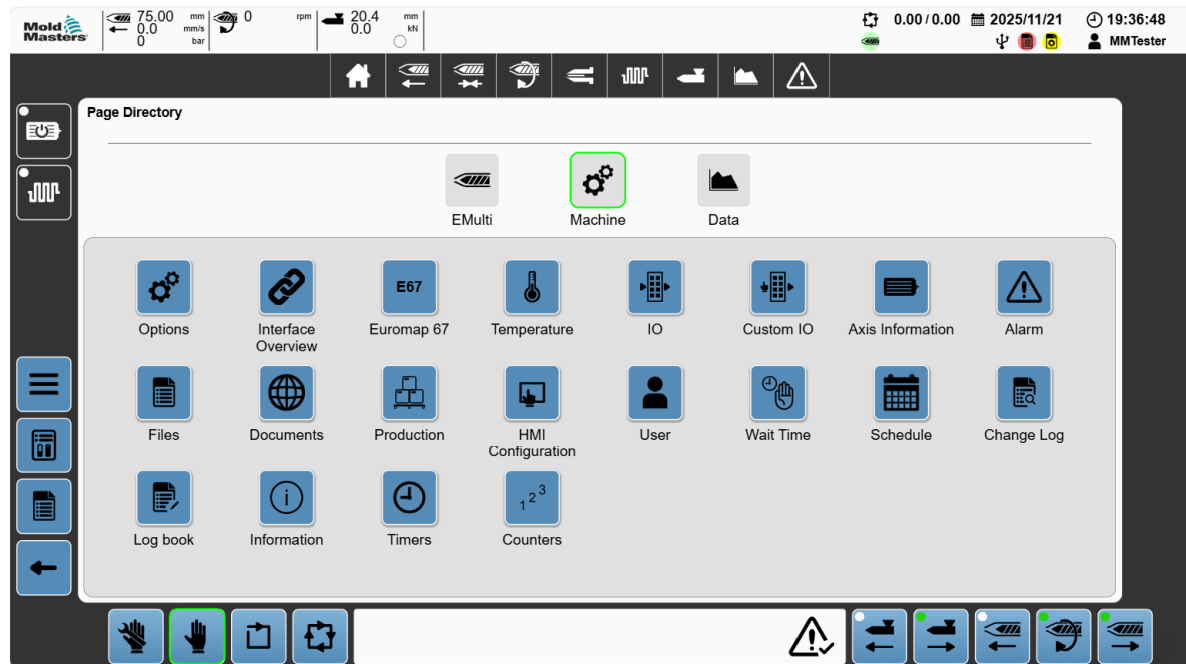 Mold
Masters
75.00 mm
0.0 mm/s
0 bar
0 rpm
20.4 mm
0.0 kN
0.00 / 0.00
2025/11/21
19:36:48
MMTester
Page Directory
EMulti
Machine
Data
E67
Options
Interface
Overview
Euromap 67
Temperature
IO
Custom IO
Axis Information
Alarm
Files
Documents
Production
HMI
Configuration
User
Wait Time
Schedule
Change Log
1 2 3
Log book
Information
Timers
Counters